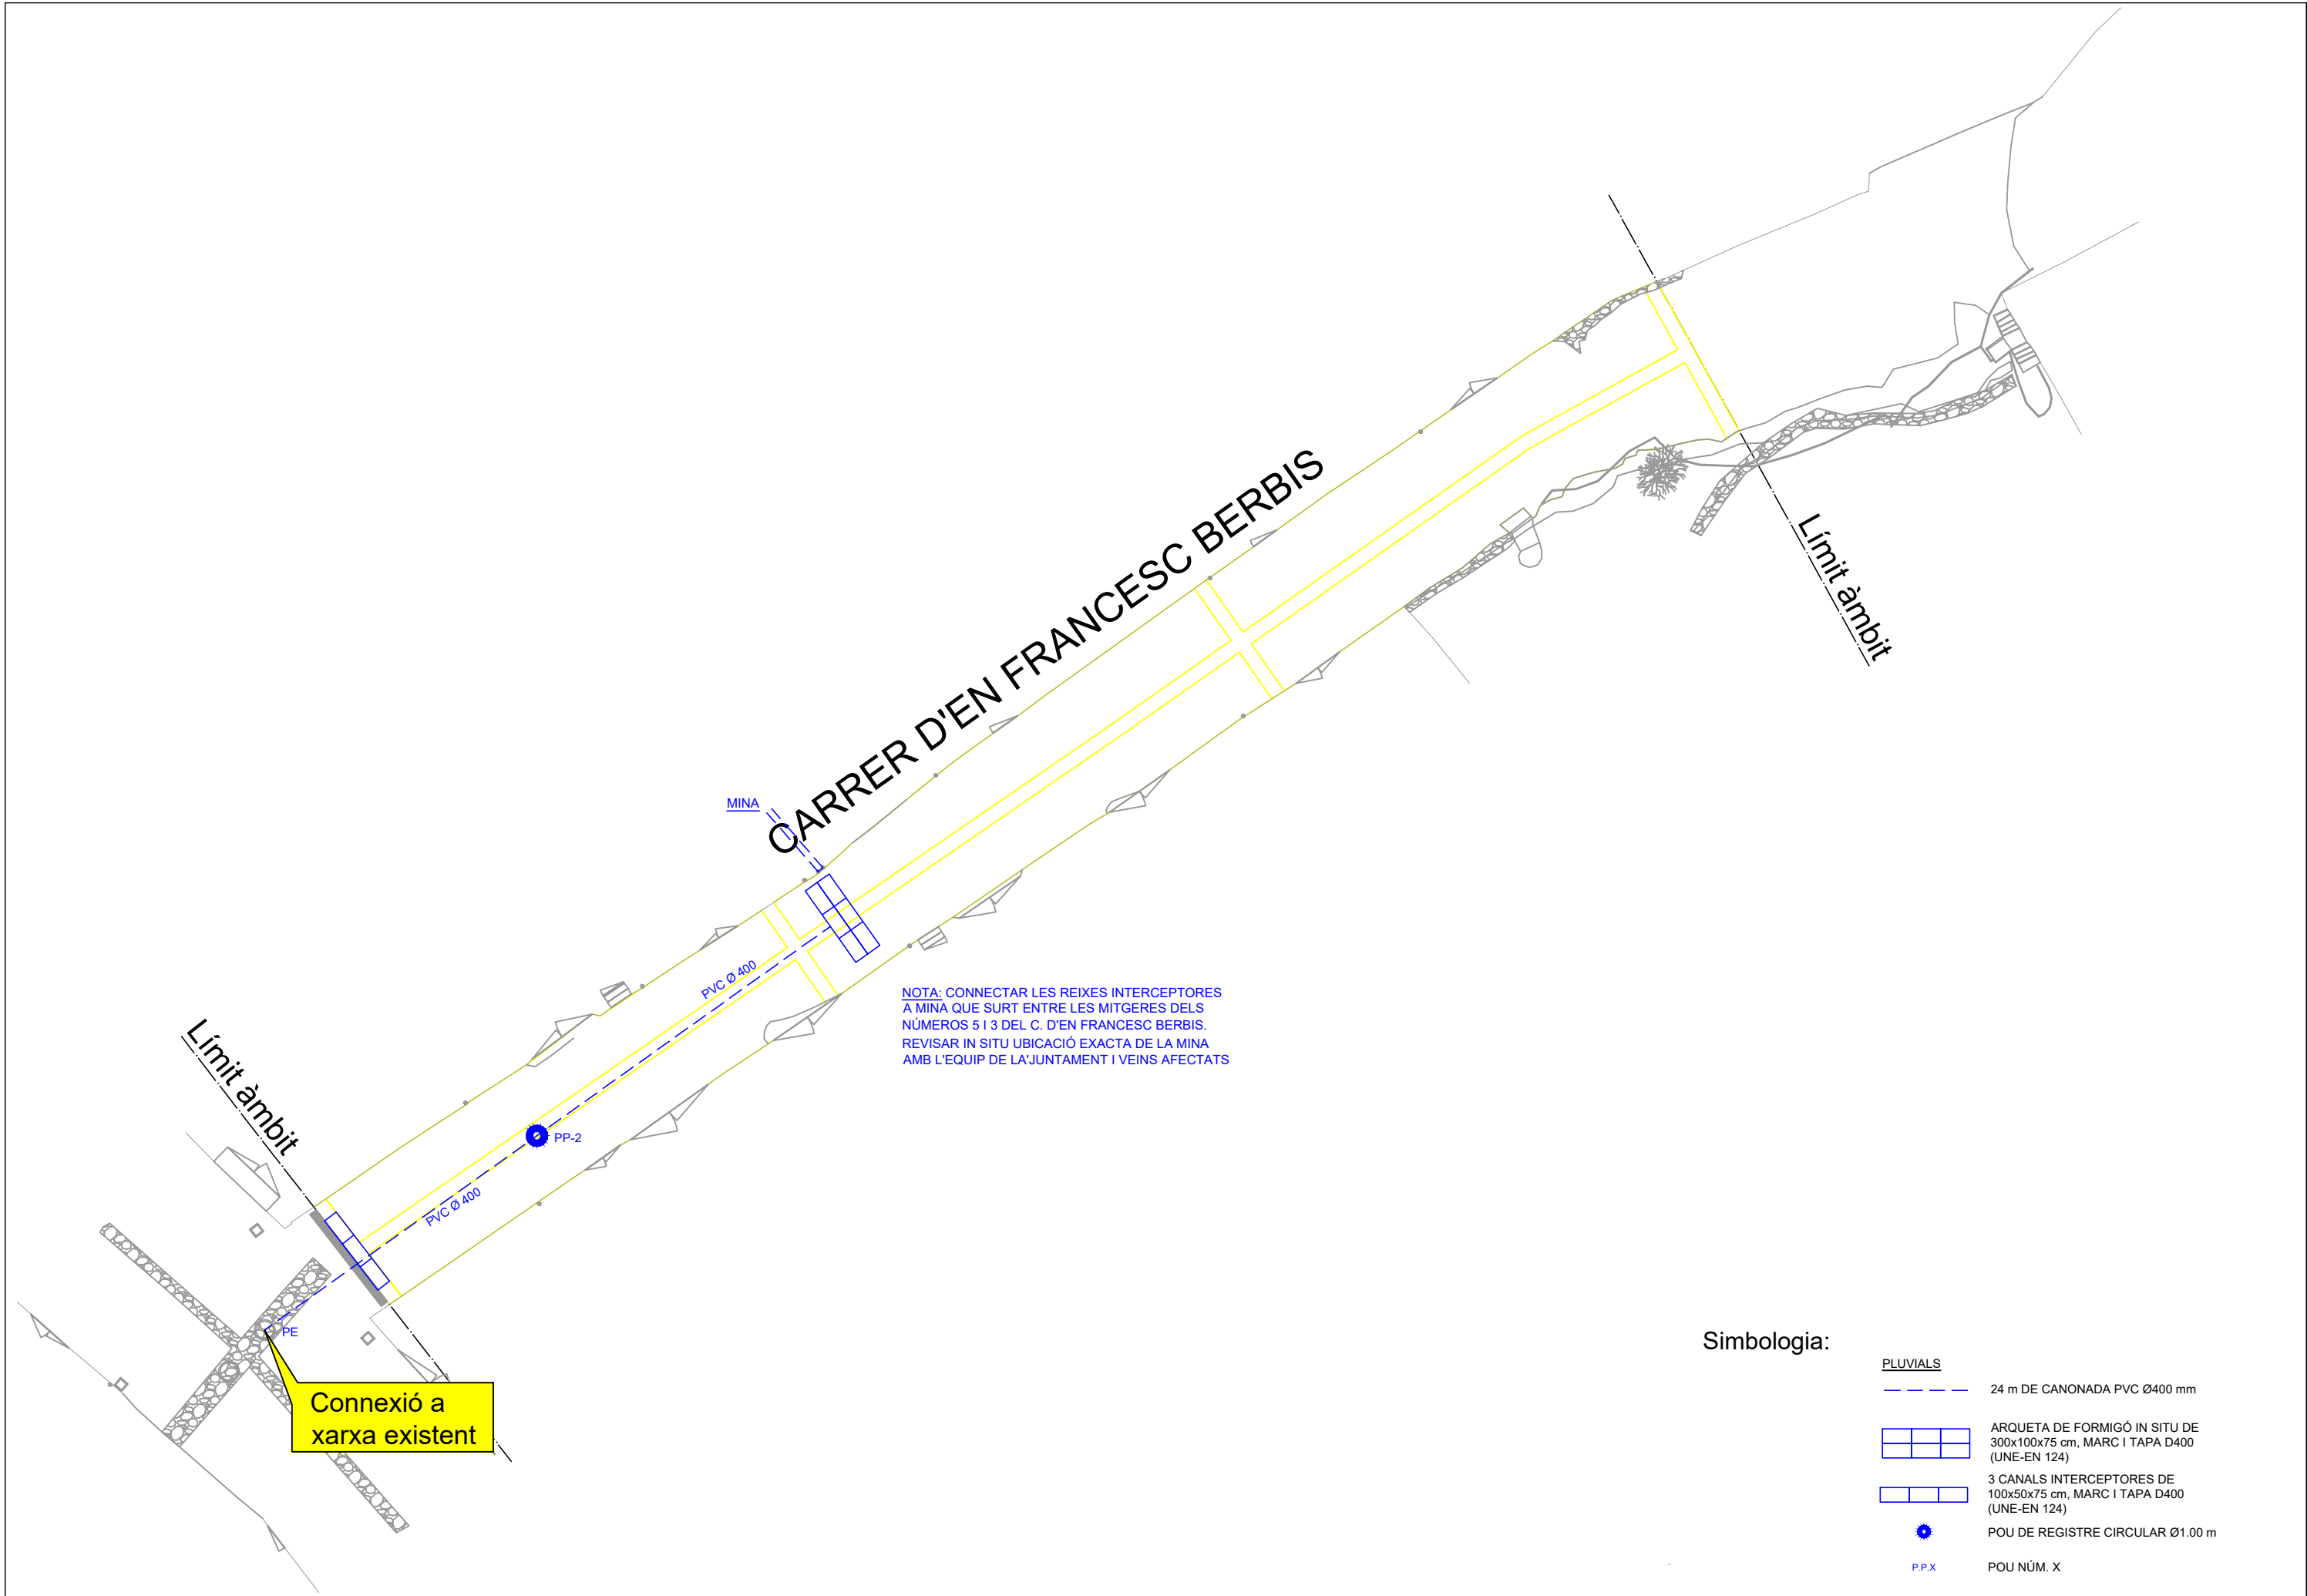 CARRER D'EN FRANCESC BERBIS
Límit àmbit
MINA
PVC Ø 400
NOTA: CONNECTAR LES REIXES INTERCEPTORES
A MINA QUE SURT ENTRE LES MITGERES DELS
NÚMEROS 5 I 3 DEL C. D'EN FRANCESC BERBIS.
REVISAR IN SITU UBICACIÓ EXACTA DE LA MINA
AMB L'EQUIP DE LA'JUNTAMENT I VEINS AFECTATS
Límit àmbit
PP-2
PVC Ø 400
PE
Connexió a
xarxa existent
Simbologia:
PLUVIALS
24 m DE CANONADA PVC Ø400 mm
ARQUETA DE FORMIGÓ IN SITU DE
300x100x75 cm, MARC I TAPA D400
(UNE-EN 124)
3 CANALS INTERCEPTORES DE
100x50x75 cm, MARC I TAPA D400
(UNE-EN 124)
POU DE REGISTRE CIRCULAR Ø1.00 m
P.P.X POU NÚM. X